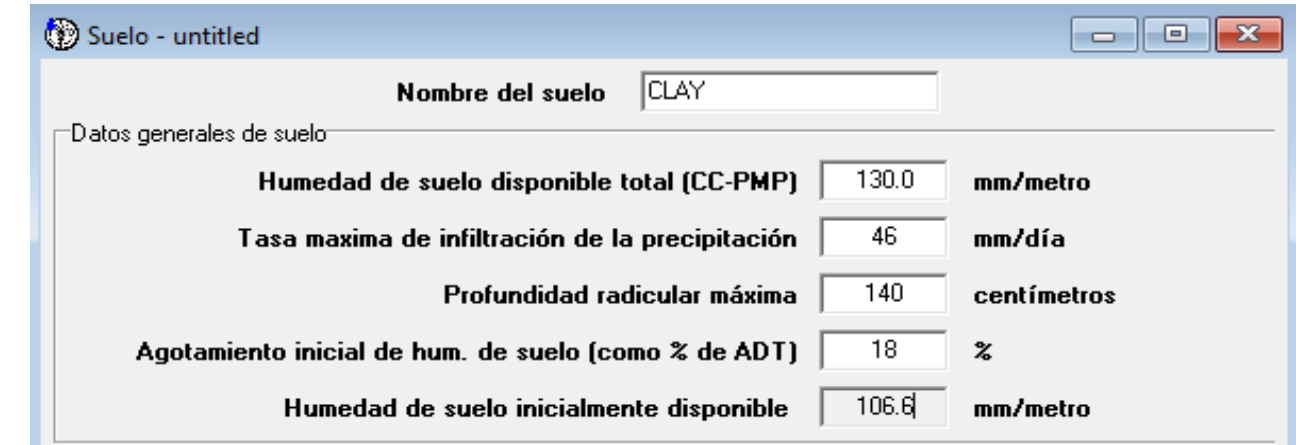 Suelo - untitled
Nombre del suelo CLAY
Datos generales de suelo
Humedad de suelo disponible total (CC-PMP) 130.0 mm/metro
Tasa maxima de infiltración de la precipitación 46 mm/día
Profundidad radicular máxima 140 centímetros
Agotamiento inicial de hum. de suelo (como % de ADT) 18 %
Humedad de suelo inicialmente disponible 106.6 mm/metro